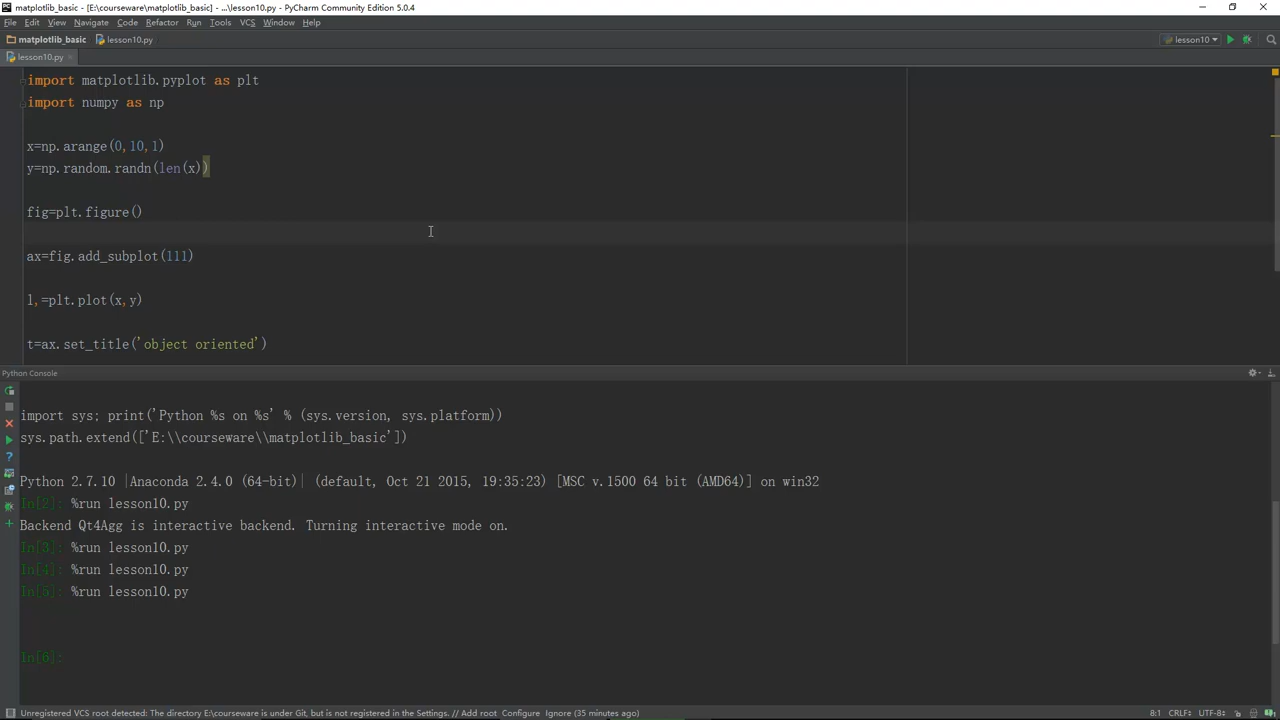 matplotlib_basic - [E:\courseware\matplotlib_basic] - ...\lesson10.py - PyCharm Community Edition 5.0.4
File Edit View Navigate Code Refactor Run Tools VCS Window Help
matplotlib_basic lesson10.py lesson10
lesson10.py
import matplotlib.pyplot as plt
import numpy as np
x=np.arange(0,10,1)
y=np.random.randn(len(x))
fig=plt.figure()
ax=fig.add_subplot(111)
l,=plt.plot(x,y)
t=ax.set_title('object oriented')
Python Console
import sys; print('Python %s on %s' % (sys.version, sys.platform))
sys.path.extend(['E:\\courseware\\matplotlib_basic'])
Python 2.7.10 |Anaconda 2.4.0 (64-bit)| (default, Oct 21 2015, 19:35:23) [MSC v.1500 64 bit (AMD64)] on win32
In[2]: %run lesson10.py
Backend Qt4Agg is interactive backend. Turning interactive mode on.
In[3]: %run lesson10.py
In[4]: %run lesson10.py
In[5]: %run lesson10.py
In[6]:
Unregistered VCS root detected: The directory E:\courseware is under Git, but is not registered in the Settings. // Add root Configure Ignore (35 minutes ago) 8:1 CRLF÷ UTF-8÷